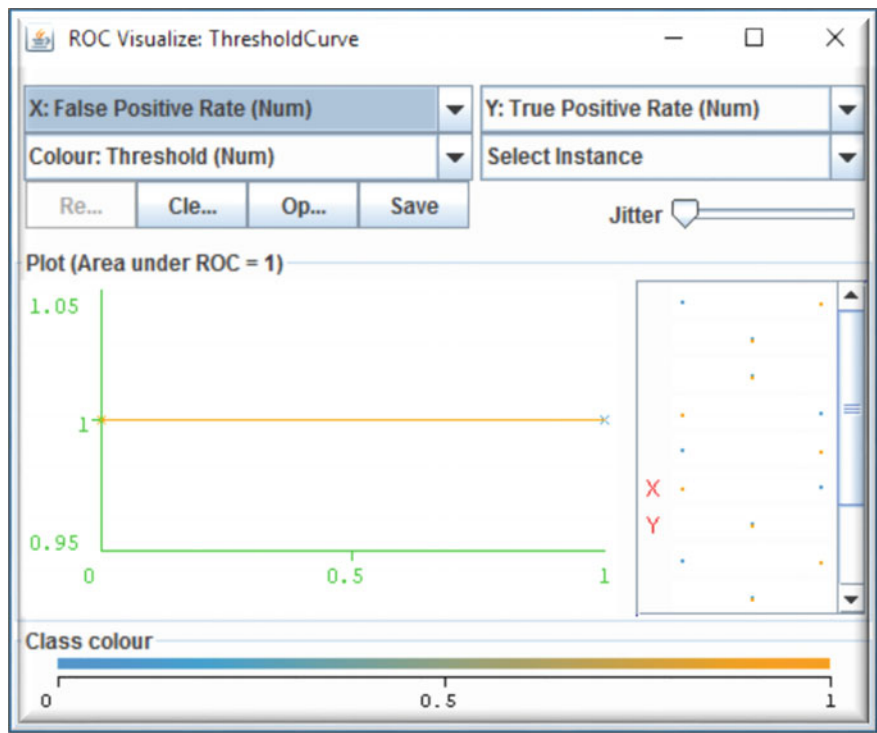 ROC Visualize: ThresholdCurve
X: False Positive Rate (Num)
Y: True Positive Rate (Num)
Colour: Threshold (Num)
Select Instance
Re...
Cle...
Op...
Save
Jitter
Plot (Area under ROC = 1)
1.05
1
0.95
0
0.5
1
X
Y
Class colour
0
0.5
1